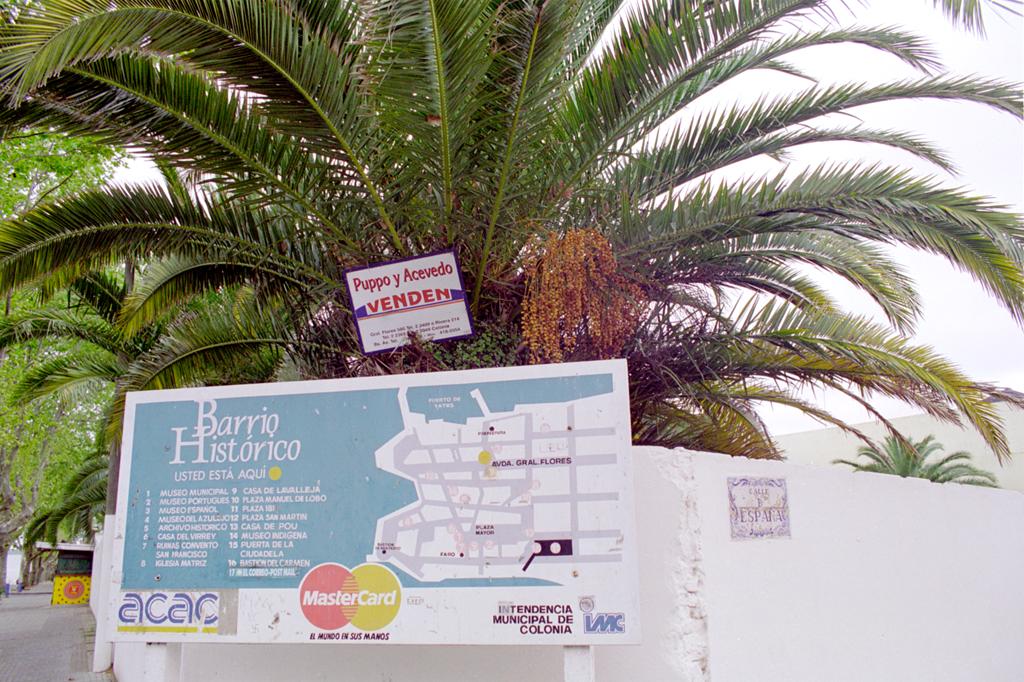 Puppo y Acevedo
VENDEN
Barrio
Histórico
USTED ESTÁ AQUÍ
1 MUSEO MUNICIPAL
2 MUSEO PORTUGUES
3 MUSEO ESPAÑOL
4 MUSEO DEL AZULEJO
5 ARCHIVO HISTORICO
6 CASA DEL VIRREY
7 RUINAS CONVENTO
SAN FRANCISCO
8 IGLESIA MATRIZ
9 CASA DE LAVALLEJA
10 PLAZA MANUEL DE LOBO
11 PLAZA IBI
12 PLAZA SAN MARTIN
13 CASA DE POU
14 MUSEO INDIGENA
15 PUERTA DE LA
CIUDADELA
16 BASTION DEL CARMEN
17 IN EL CORREO-POST MAIL
PUERTO DE
YATES
AVDA. GRAL. FLORES
PLAZA
MAYOR
FARO
CALLE
DE
ESPAÑA
acac
MasterCard
EL MUNDO EN SUS MANOS
INTENDENCIA
MUNICIPAL DE
COLONIA
IMC